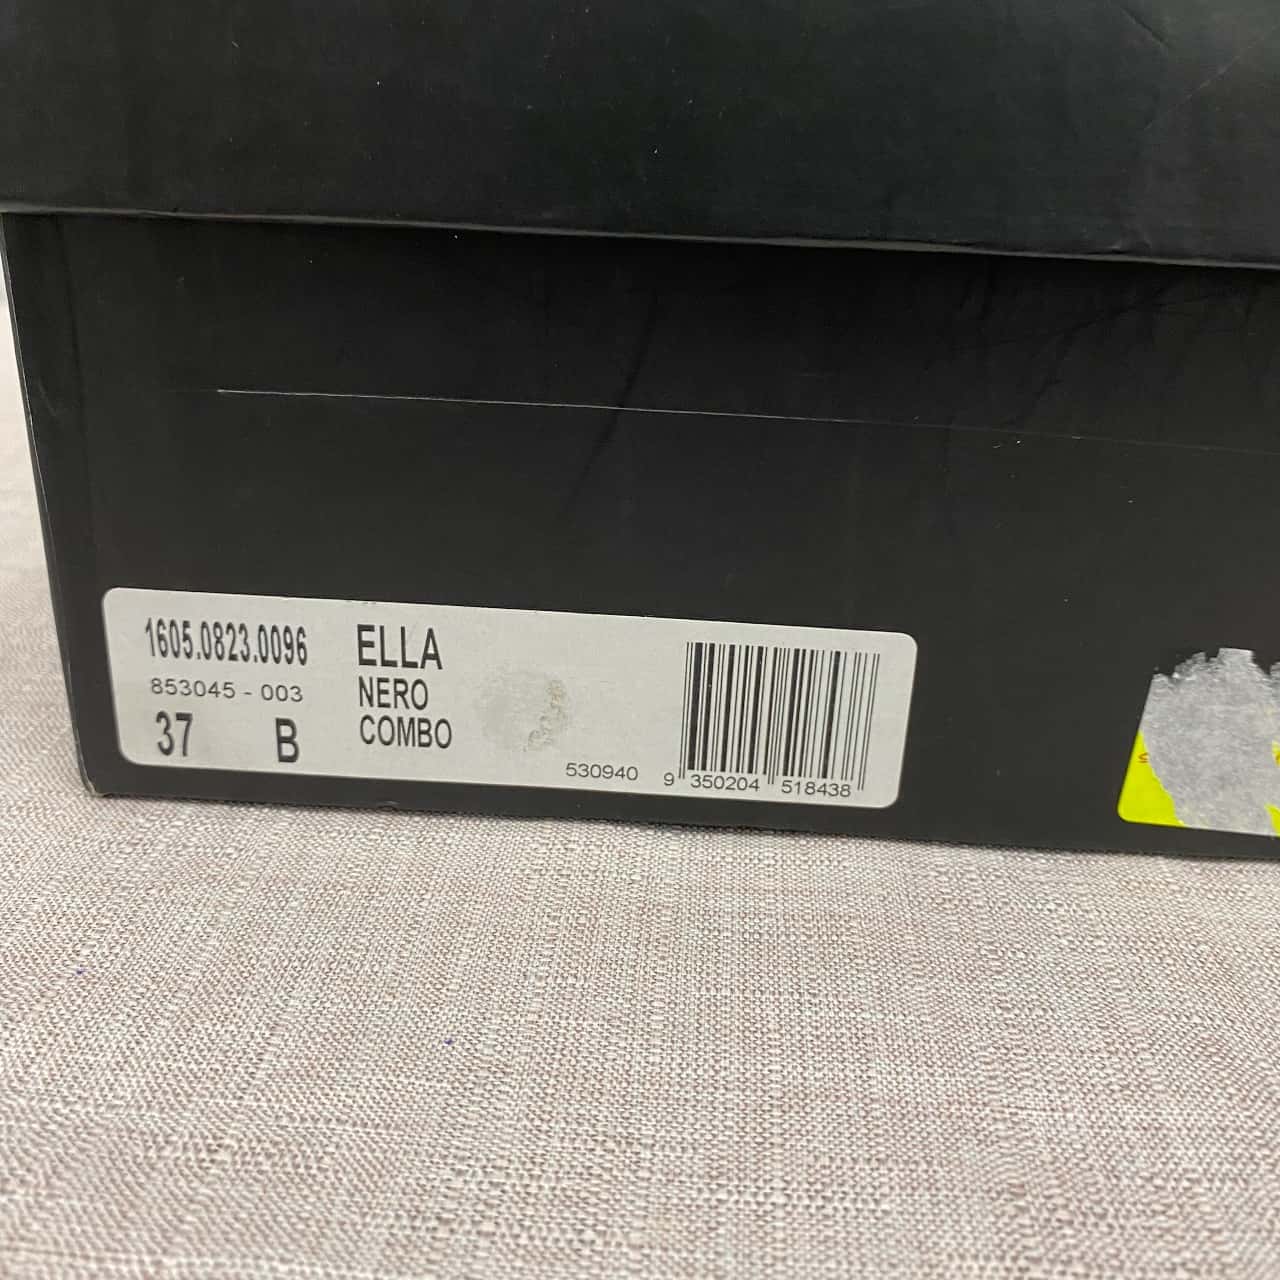 1605.0823.0096
853045 - 003
37 B
ELLA
NERO
COMBO
530940
9 350204 518438